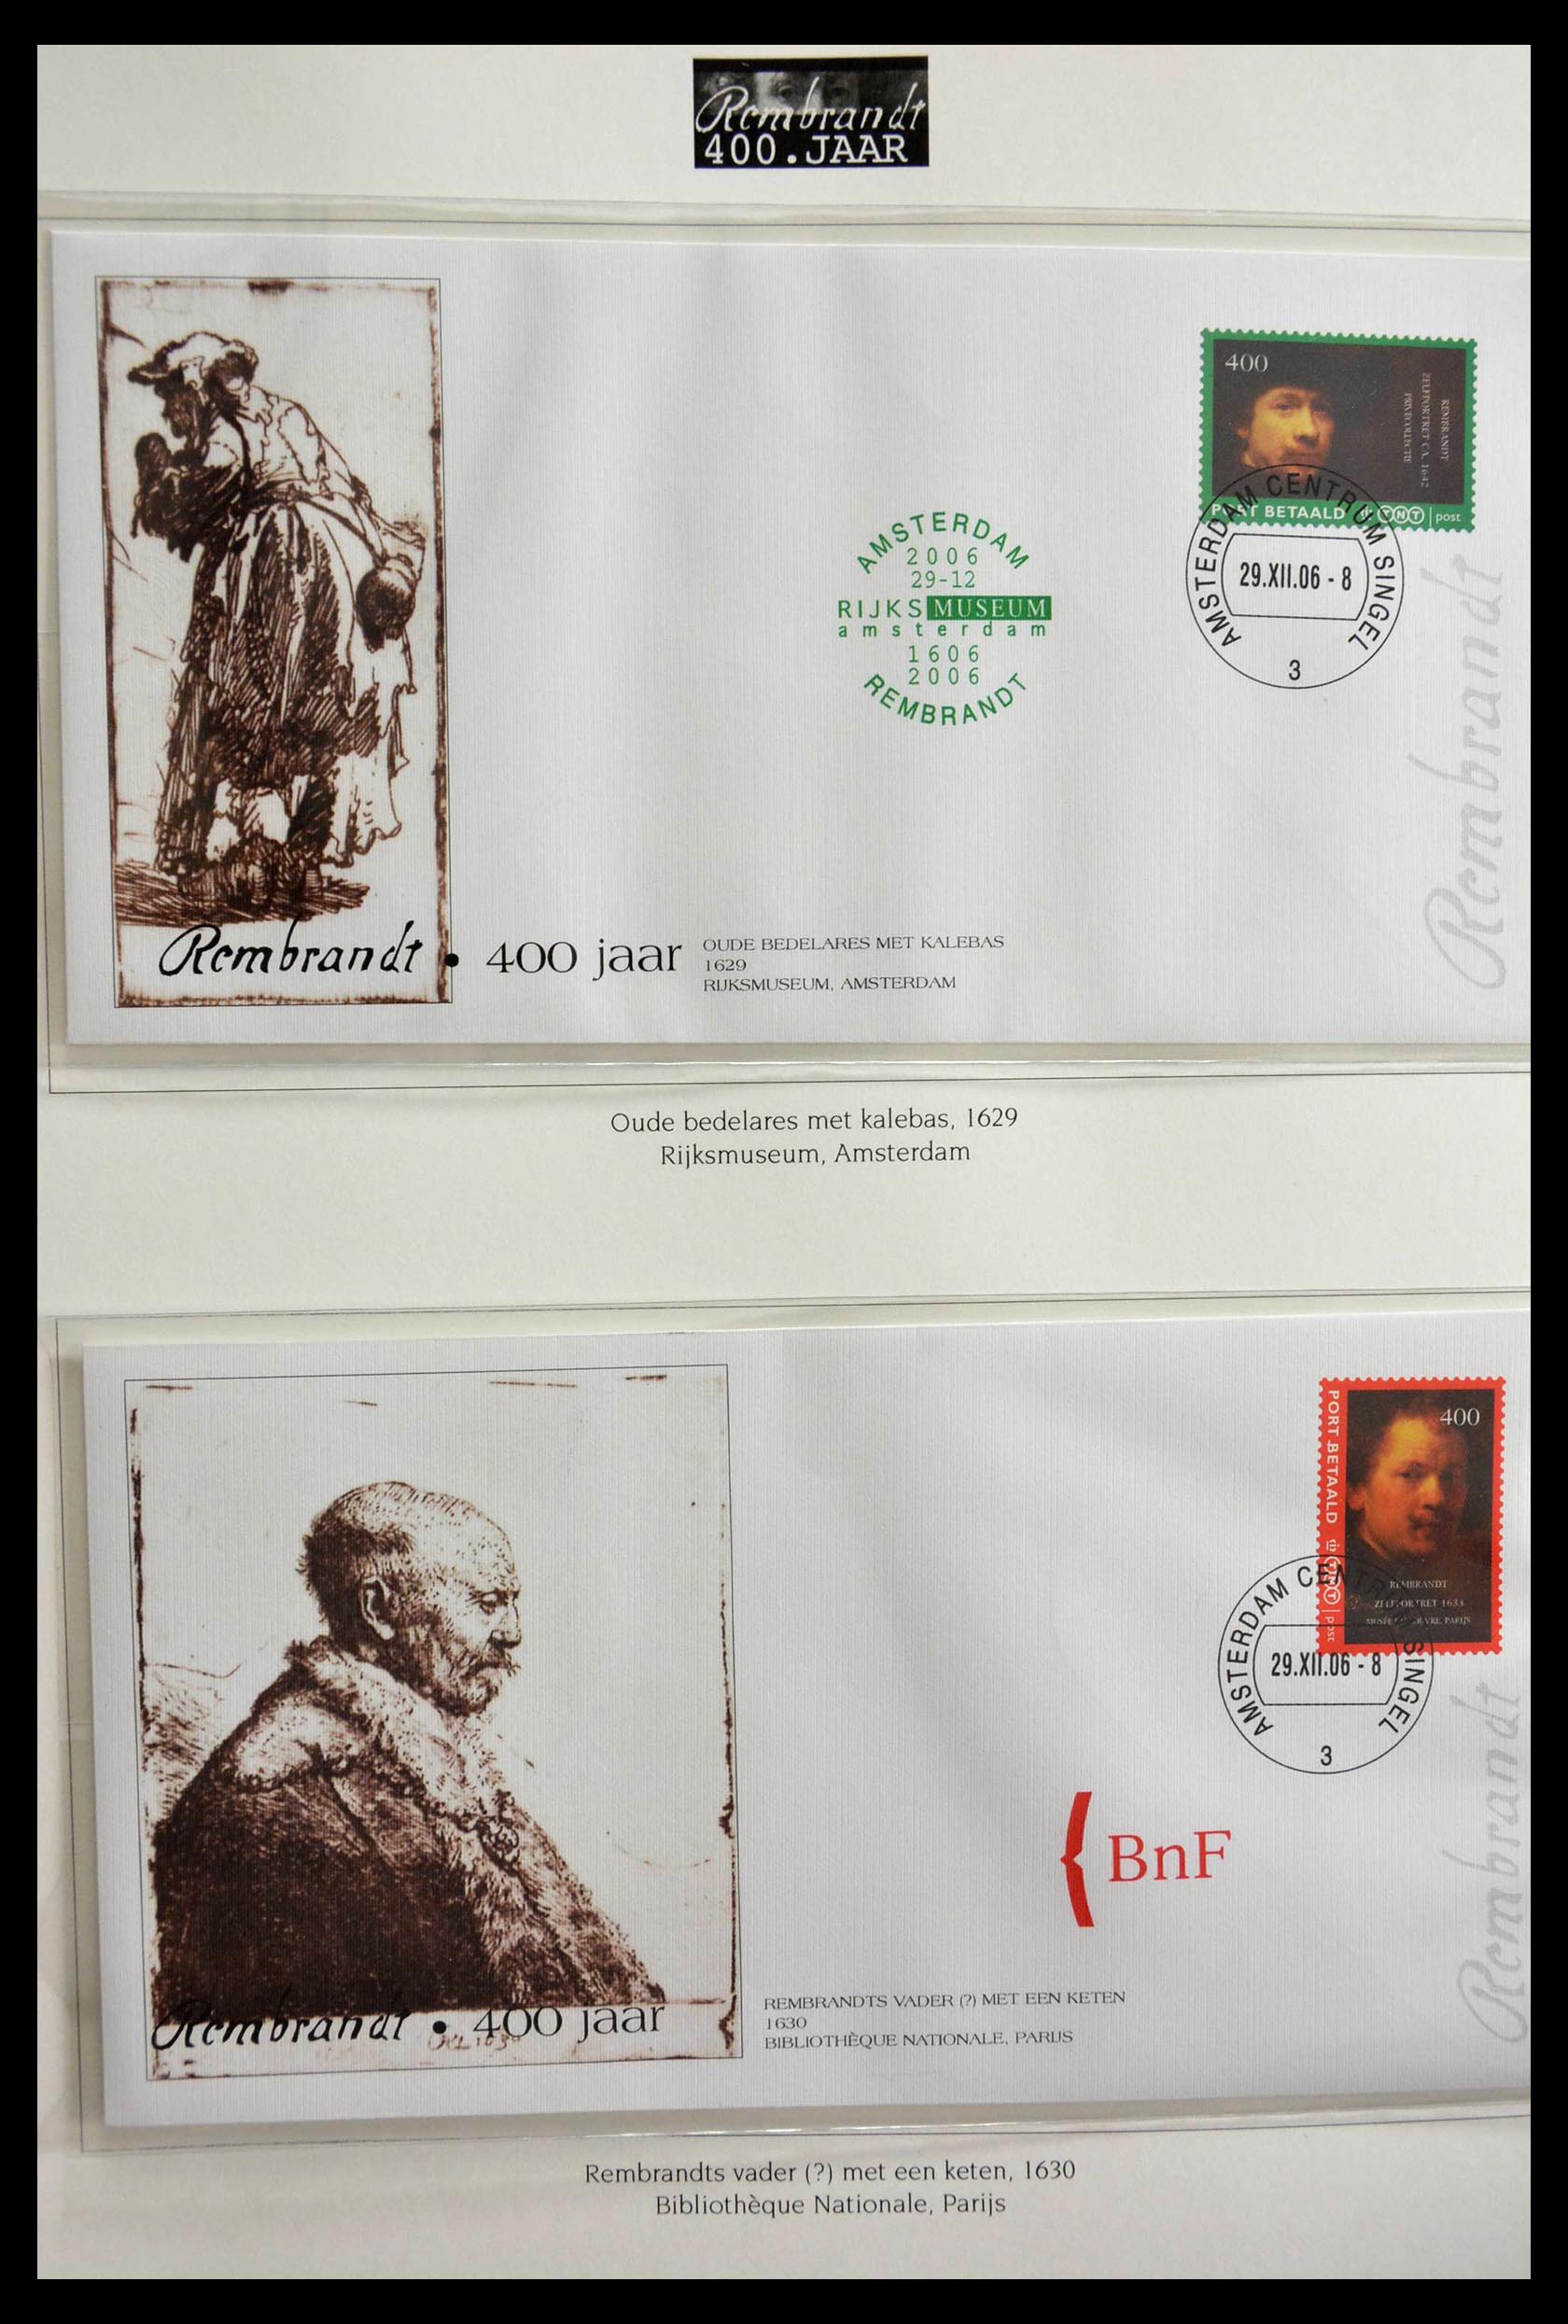 Rembrandt
400.JAAR
400
REMBRANDT
ZELFPORTRET CA. 1642
PRIVECOLLECTIE
PORT BETAALD TNT post
AMSTERDAM CENTRUM SINGEL
29.XII.06 - 8
3
AMSTERDAM
2006
29-12
RIJKS MUSEUM
amsterdam
1606
2006
REMBRANDT
Rembrandt
Rembrandt • 400 jaar
OUDE BEDELARES MET KALEBAS
1629
RIJKSMUSEUM, AMSTERDAM
Oude bedelares met kalebas, 1629
Rijksmuseum, Amsterdam
400
PORT BETAALD TNT post
REMBRANDT
ZELFPORTRET 1633
PARIJS
AMSTERDAM CENTRUM SINGEL
29.XII.06 - 8
3
BnF
Rembrandt
Rembrandt • 400 jaar
REMBRANDTS VADER (?) MET EEN KETEN
1630
BIBLIOTHÈQUE NATIONALE, PARIJS
Rembrandts vader (?) met een keten, 1630
Bibliothèque Nationale, Parijs